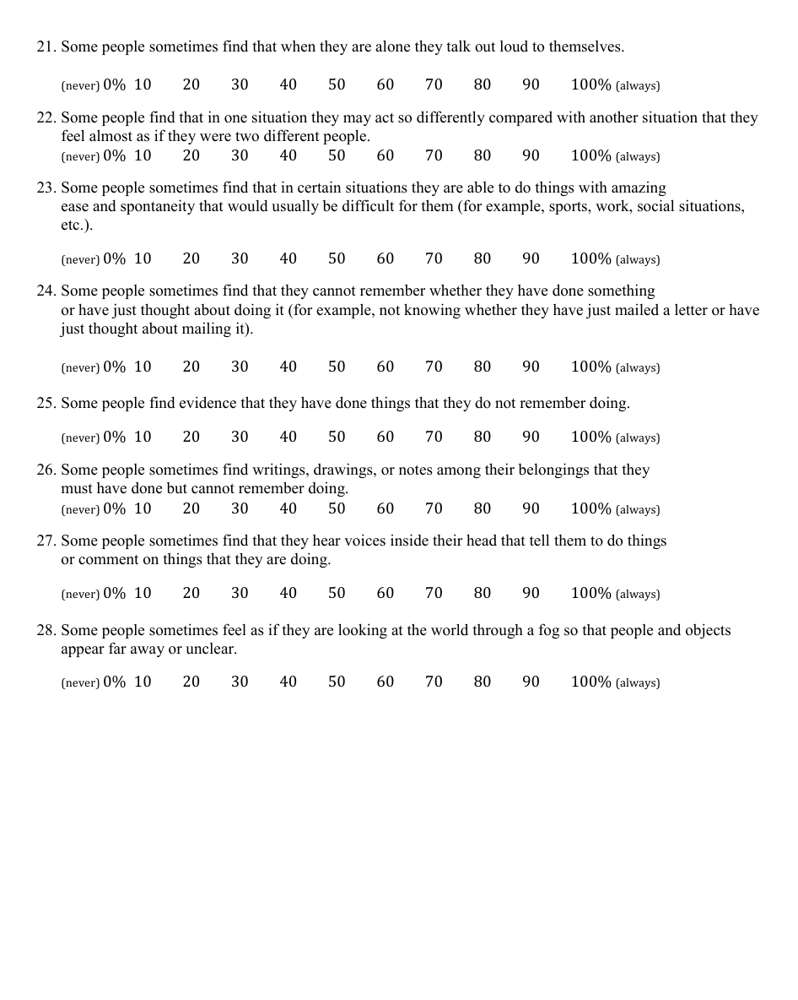 21. Some people sometimes find that when they are alone they talk out loud to themselves.
(never) 0% 10 20 30 40 50 60 70 80 90 100% (always)
22. Some people find that in one situation they may act so differently compared with another situation that they
feel almost as if they were two different people.
(never) 0% 10 20 30 40 50 60 70 80 90 100% (always)
23. Some people sometimes find that in certain situations they are able to do things with amazing
ease and spontaneity that would usually be difficult for them (for example, sports, work, social situations,
etc.).
(never) 0% 10 20 30 40 50 60 70 80 90 100% (always)
24. Some people sometimes find that they cannot remember whether they have done something
or have just thought about doing it (for example, not knowing whether they have just mailed a letter or have
just thought about mailing it).
(never) 0% 10 20 30 40 50 60 70 80 90 100% (always)
25. Some people find evidence that they have done things that they do not remember doing.
(never) 0% 10 20 30 40 50 60 70 80 90 100% (always)
26. Some people sometimes find writings, drawings, or notes among their belongings that they
must have done but cannot remember doing.
(never) 0% 10 20 30 40 50 60 70 80 90 100% (always)
27. Some people sometimes find that they hear voices inside their head that tell them to do things
or comment on things that they are doing.
(never) 0% 10 20 30 40 50 60 70 80 90 100% (always)
28. Some people sometimes feel as if they are looking at the world through a fog so that people and objects
appear far away or unclear.
(never) 0% 10 20 30 40 50 60 70 80 90 100% (always)